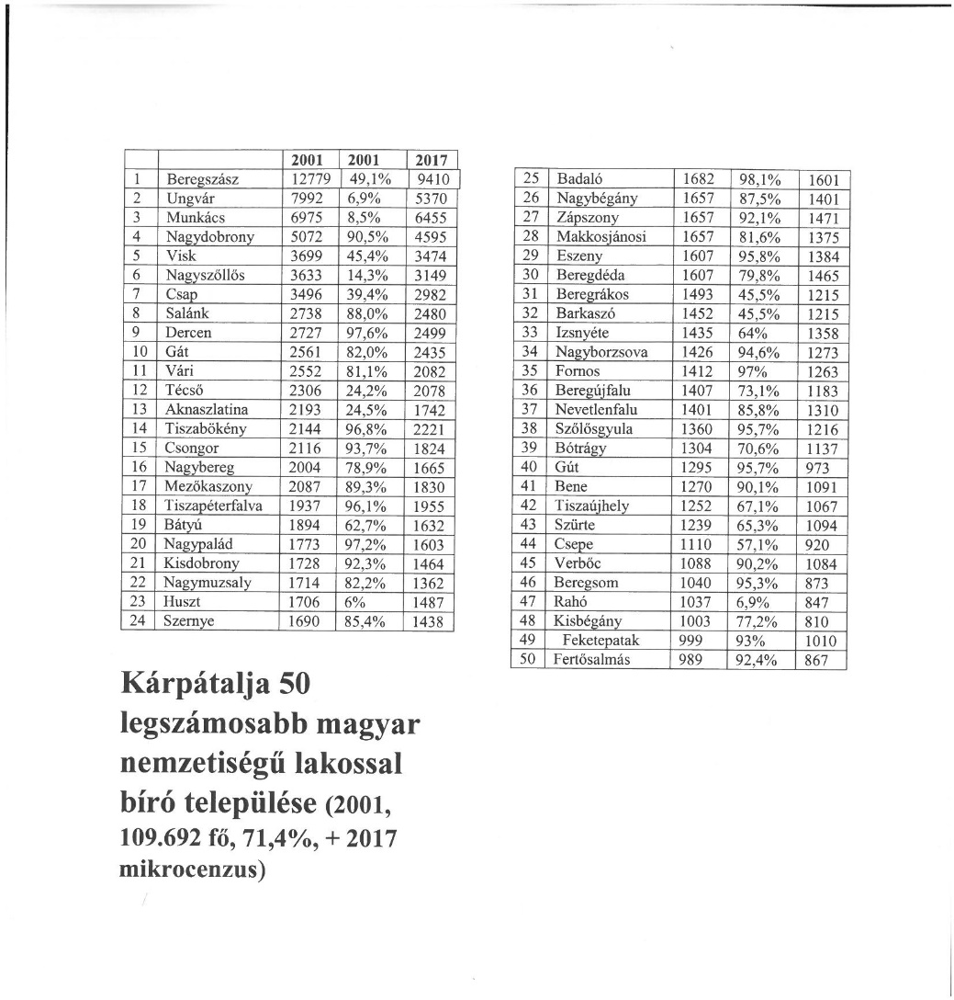 2001 2001 2017
1 Beregszász 12779 49,1% 9410
2 Ungvár 7992 6,9% 5370
3 Munkács 6975 8,5% 6455
4 Nagydobrony 5072 90,5% 4595
5 Visk 3699 45,4% 3474
6 Nagyszőllős 3633 14,3% 3149
7 Csap 3496 39,4% 2982
8 Salánk 2738 88,0% 2480
9 Dercen 2727 97,6% 2499
10 Gát 2561 82,0% 2435
11 Vári 2552 81,1% 2082
12 Técső 2306 24,2% 2078
13 Aknaszlatina 2193 24,5% 1742
14 Tiszabökény 2144 96,8% 2221
15 Csongor 2116 93,7% 1824
16 Nagybereg 2004 78,9% 1665
17 Mezőkaszony 2087 89,3% 1830
18 Tiszapéterfalva 1937 96,1% 1955
19 Bátyú 1894 62,7% 1632
20 Nagypalád 1773 97,2% 1603
21 Kisdobrony 1728 92,3% 1464
22 Nagymuzsaly 1714 82,2% 1362
23 Huszt 1706 6% 1487
24 Szernye 1690 85,4% 1438
25 Badaló 1682 98,1% 1601
26 Nagybégány 1657 87,5% 1401
27 Zápszony 1657 92,1% 1471
28 Makkosjánosi 1657 81,6% 1375
29 Eszeny 1607 95,8% 1384
30 Beregdéda 1607 79,8% 1465
31 Beregrákos 1493 45,5% 1215
32 Barkaszó 1452 45,5% 1215
33 Izsnyéte 1435 64% 1358
34 Nagyborzsova 1426 94,6% 1273
35 Fornos 1412 97% 1263
36 Beregújfalu 1407 73,1% 1183
37 Nevetlenfalu 1401 85,8% 1310
38 Szőlősgyula 1360 95,7% 1216
39 Bótrágy 1304 70,6% 1137
40 Gút 1295 95,7% 973
41 Bene 1270 90,1% 1091
42 Tiszaújhely 1252 67,1% 1067
43 Szürte 1239 65,3% 1094
44 Csepe 1110 57,1% 920
45 Verbőc 1088 90,2% 1084
46 Beregsom 1040 95,3% 873
47 Rahó 1037 6,9% 847
48 Kisbégány 1003 77,2% 810
49 Feketepatak 999 93% 1010
50 Fertősalmás 989 92,4% 867
Kárpátalja 50
legszámosabb magyar
nemzetiségű lakossal
bíró települése (2001,
109.692 fő, 71,4%, + 2017
mikrocenzus)